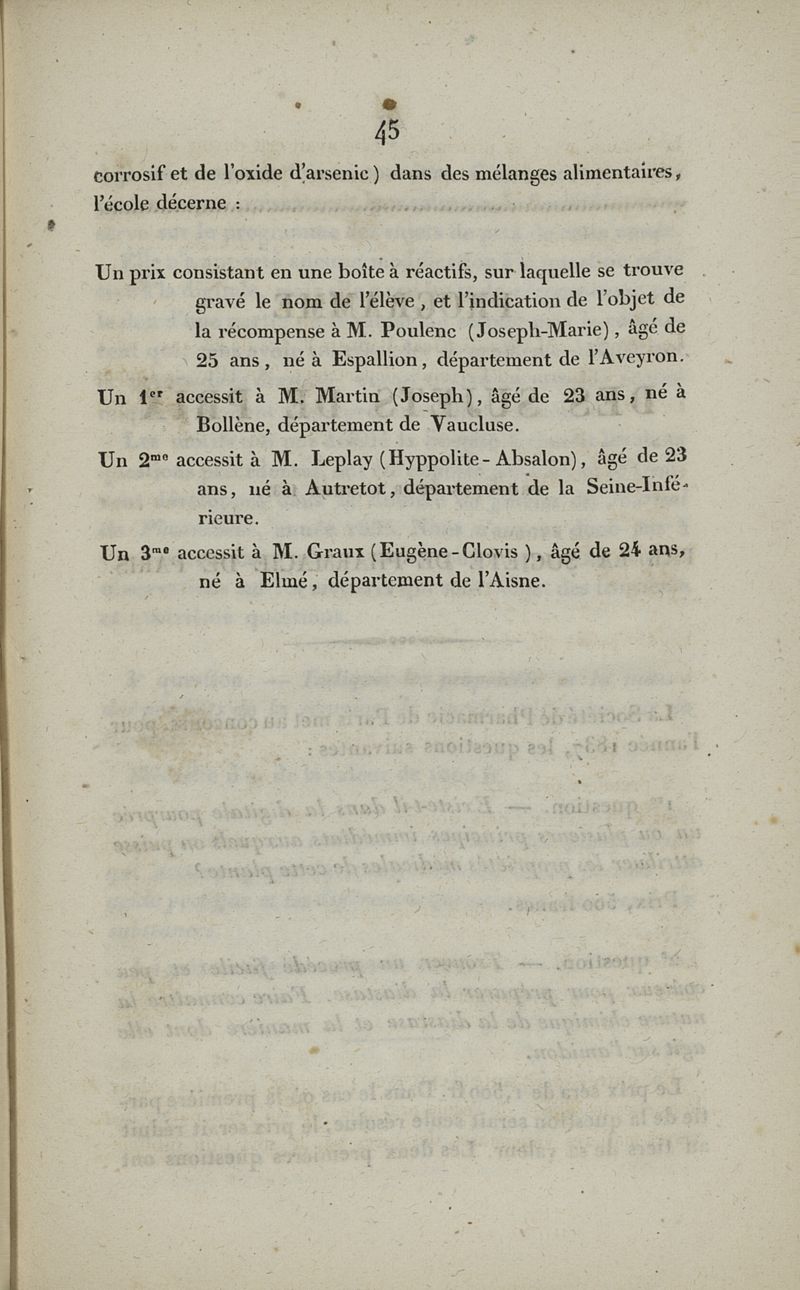 45
corrosif et de l'oxide d'arsenic ) dans des mélanges alimentaires,
l'école décerne :
Un prix consistant en une boîte à réactifs, sur laquelle se trouve
gravé le nom de l'élève , et l'indication de l'objet de
la récompense à M. Poulenc (Joseph-Marie) , âgé de
25 ans , né à Espallion , département de l'Aveyron.
Un 1er accessit à M. Martin (Joseph) , âgé de 23 ans , né à
Bollène, département de Vaucluse.
Un 2me accessit à M. Leplay (Hyppolite-Absalon) , âgé de 23
ans, né à Autretot, département de la Seine-Infé-
rieure.
Un 3me accessit à M. Graux (Eugène-Clovis ) , âgé de 24 ans,
né à Elmé, département de l'Aisne.